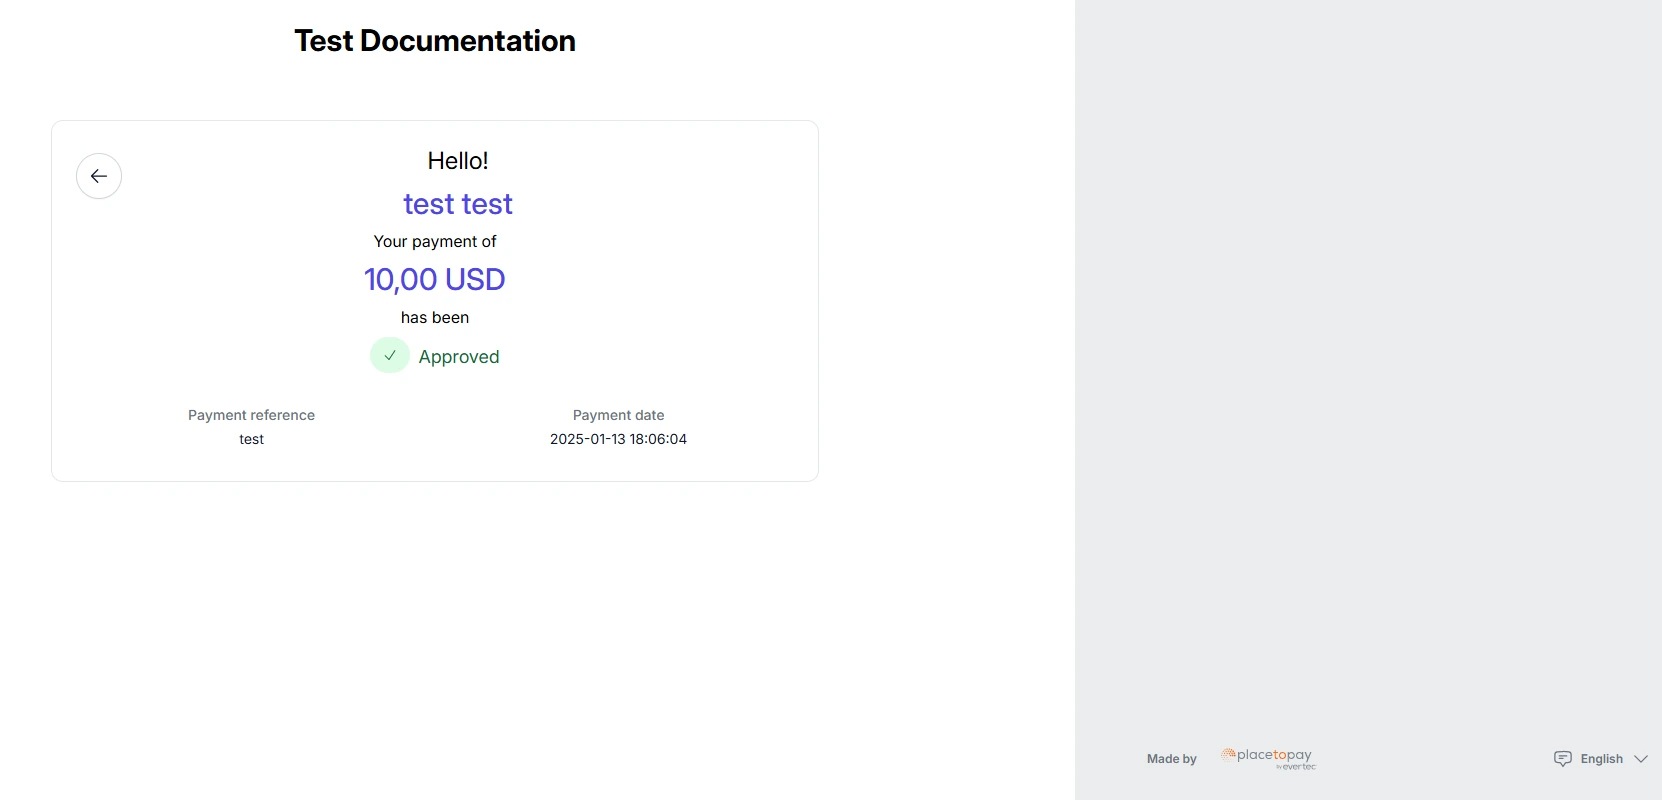 Test Documentation
Hello!
test test
Your payment of
10,00 USD
has been
Approved
Payment reference
test
Payment date
2025-01-13 18:06:04
Made by
placetopay
by evertec
English